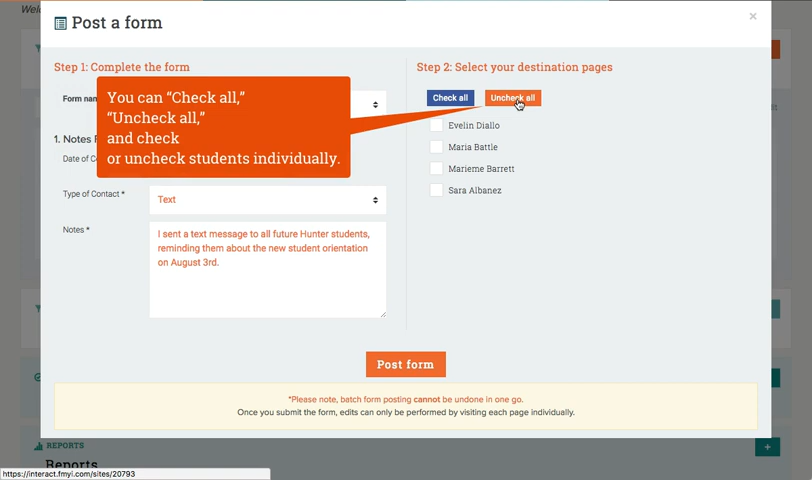 Post a form
×
Step 1: Complete the form
Form nam
You can “Check all,”
“Uncheck all,”
and check
or uncheck students individually.
1. Notes F
Date of Co
Type of Contact *
Text
Notes *
I sent a text message to all future Hunter students,
reminding them about the new student orientation
on August 3rd.
Step 2: Select your destination pages
Check all
Uncheck all
Evelin Diallo
Maria Battle
Marieme Barrett
Sara Albanez
Post form
*Please note, batch form posting cannot be undone in one go.
Once you submit the form, edits can only be performed by visiting each page individually.
REPORTS
+
Reports
https://interact.fmyi.com/sites/20793